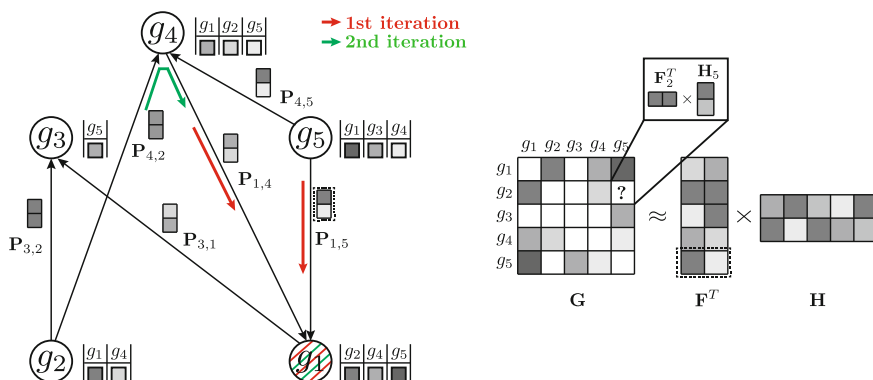 g4
g1 g2 g5
1st iteration
2nd iteration
P4,5
g3
g5
g5
g1 g3 g4
P4,2
P1,4
P3,2
P3,1
P1,5
g2
g1 g4
g1
g2 g4 g5
F2^T × H5
g1 g2 g3 g4 g5
g1
g2 ?
g3
g4
g5
≈ ×
G F^T H